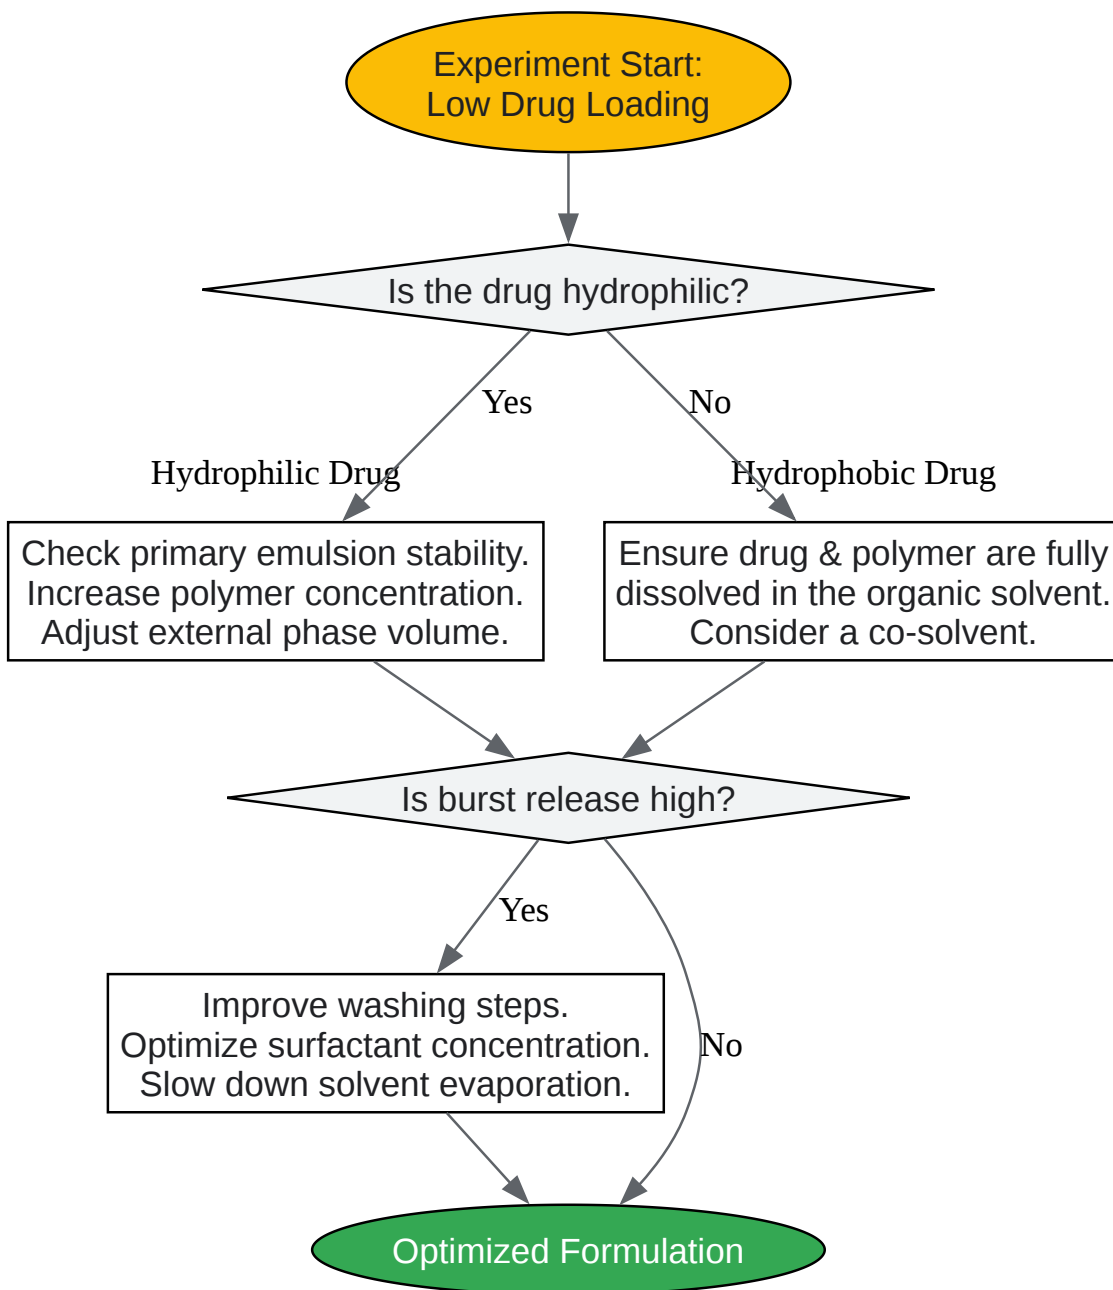 Experiment Start:
Low Drug Loading
Is the drug hydrophilic?
Yes
No
Hydrophilic Drug
Hydrophobic Drug
Check primary emulsion stability.
Increase polymer concentration.
Adjust external phase volume.
Ensure drug & polymer are fully
dissolved in the organic solvent.
Consider a co-solvent.
Is burst release high?
Yes
Improve washing steps.
Optimize surfactant concentration.
Slow down solvent evaporation.
No
Optimized Formulation